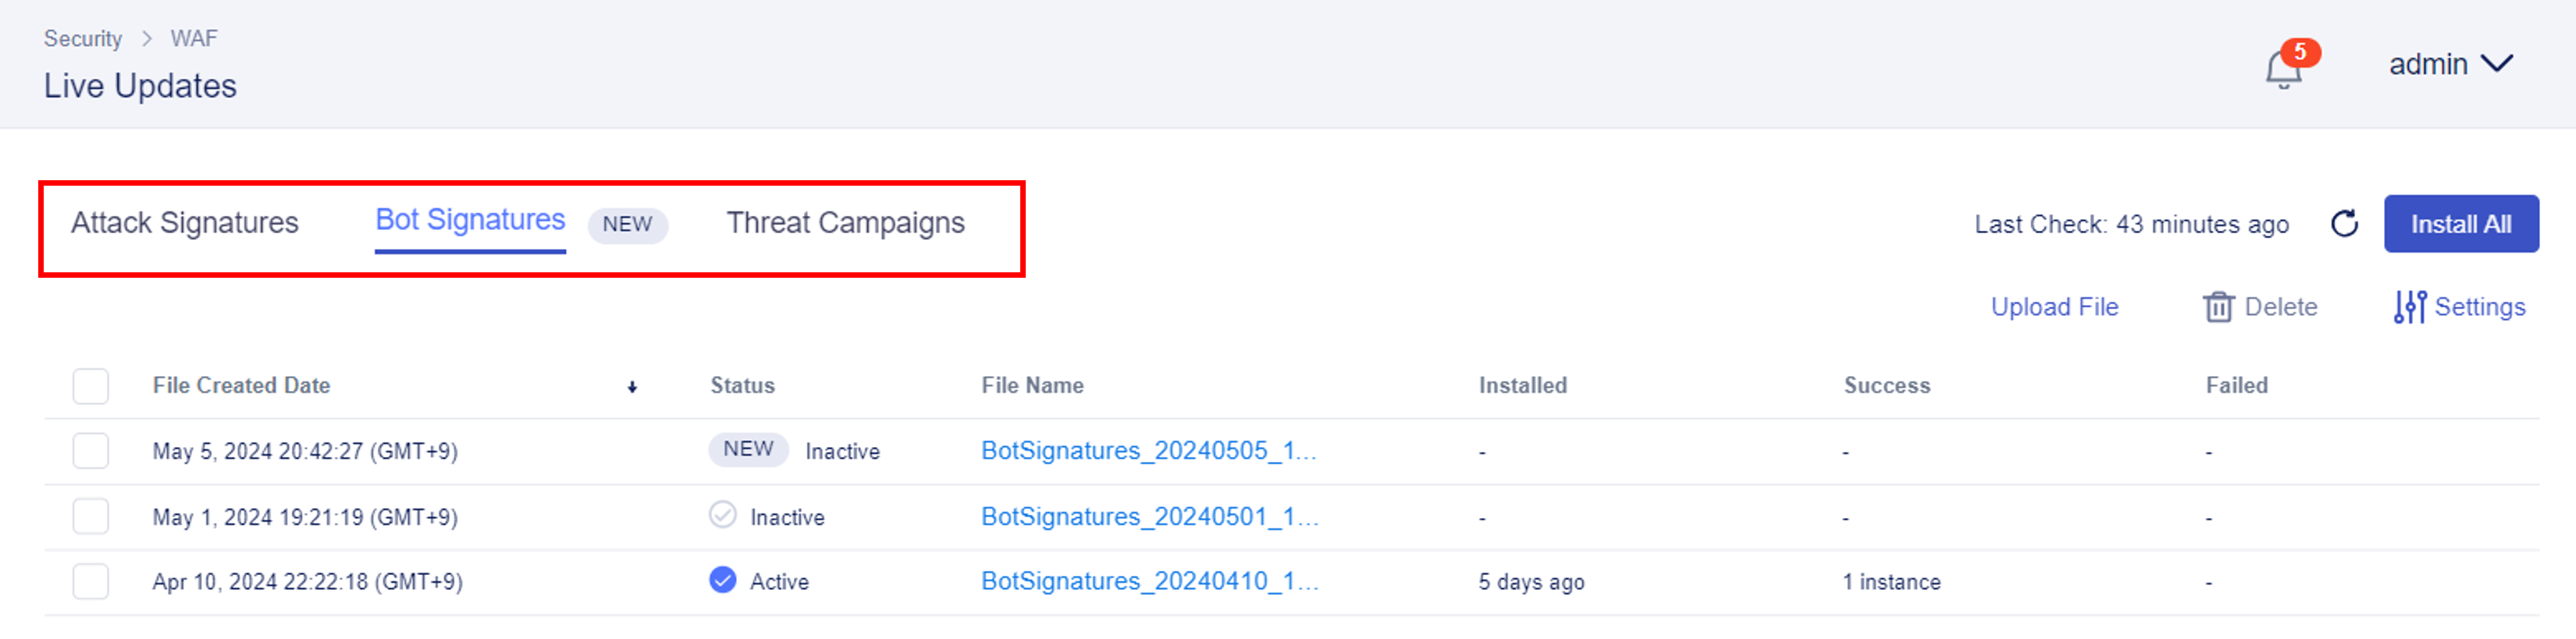 Security > WAF
Live Updates
5
admin
Attack Signatures Bot Signatures NEW Threat Campaigns
Last Check: 43 minutes ago Install All
Upload File Delete Settings
File Created Date Status File Name Installed Success Failed
May 5, 2024 20:42:27 (GMT+9) NEW Inactive BotSignatures_20240505_1... - - -
May 1, 2024 19:21:19 (GMT+9) Inactive BotSignatures_20240501_1... - - -
Apr 10, 2024 22:22:18 (GMT+9) Active BotSignatures_20240410_1... 5 days ago 1 instance -